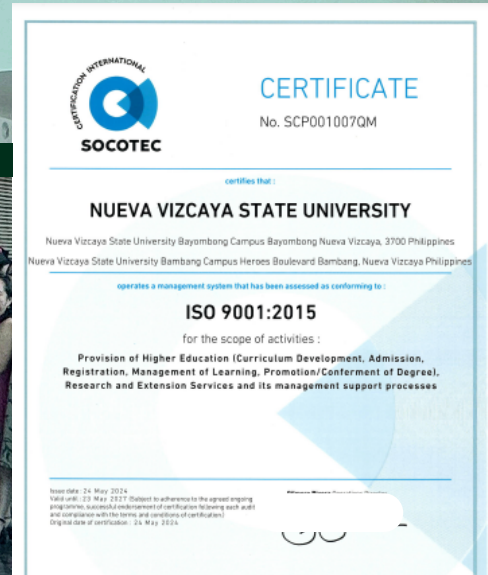 CERTIFICATION INTERNATIONAL
SOCOTEC
CERTIFICATE
No. SCP001007QM
certifies that :
NUEVA VIZCAYA STATE UNIVERSITY
Nueva Vizcaya State University Bayombong Campus Bayombong Nueva Vizcaya, 3700 Philippines
Nueva Vizcaya State University Bambang Campus Heroes Boulevard Bambang, Nueva Vizcaya Philippines
operates a management system that has been assessed as conforming to :
ISO 9001:2015
for the scope of activities :
Provision of Higher Education (Curriculum Development, Admission,
Registration, Management of Learning, Promotion/Conferment of Degree),
Research and Extension Services and its management support processes
Issue date : 24 May 2024
Valid until : 23 May 2027 (Subject to adherence to the agreed ongoing
programme, successful endorsement of certification following each audit
and compliance with the terms and conditions of certification)
Original date of certification : 24 May 2024